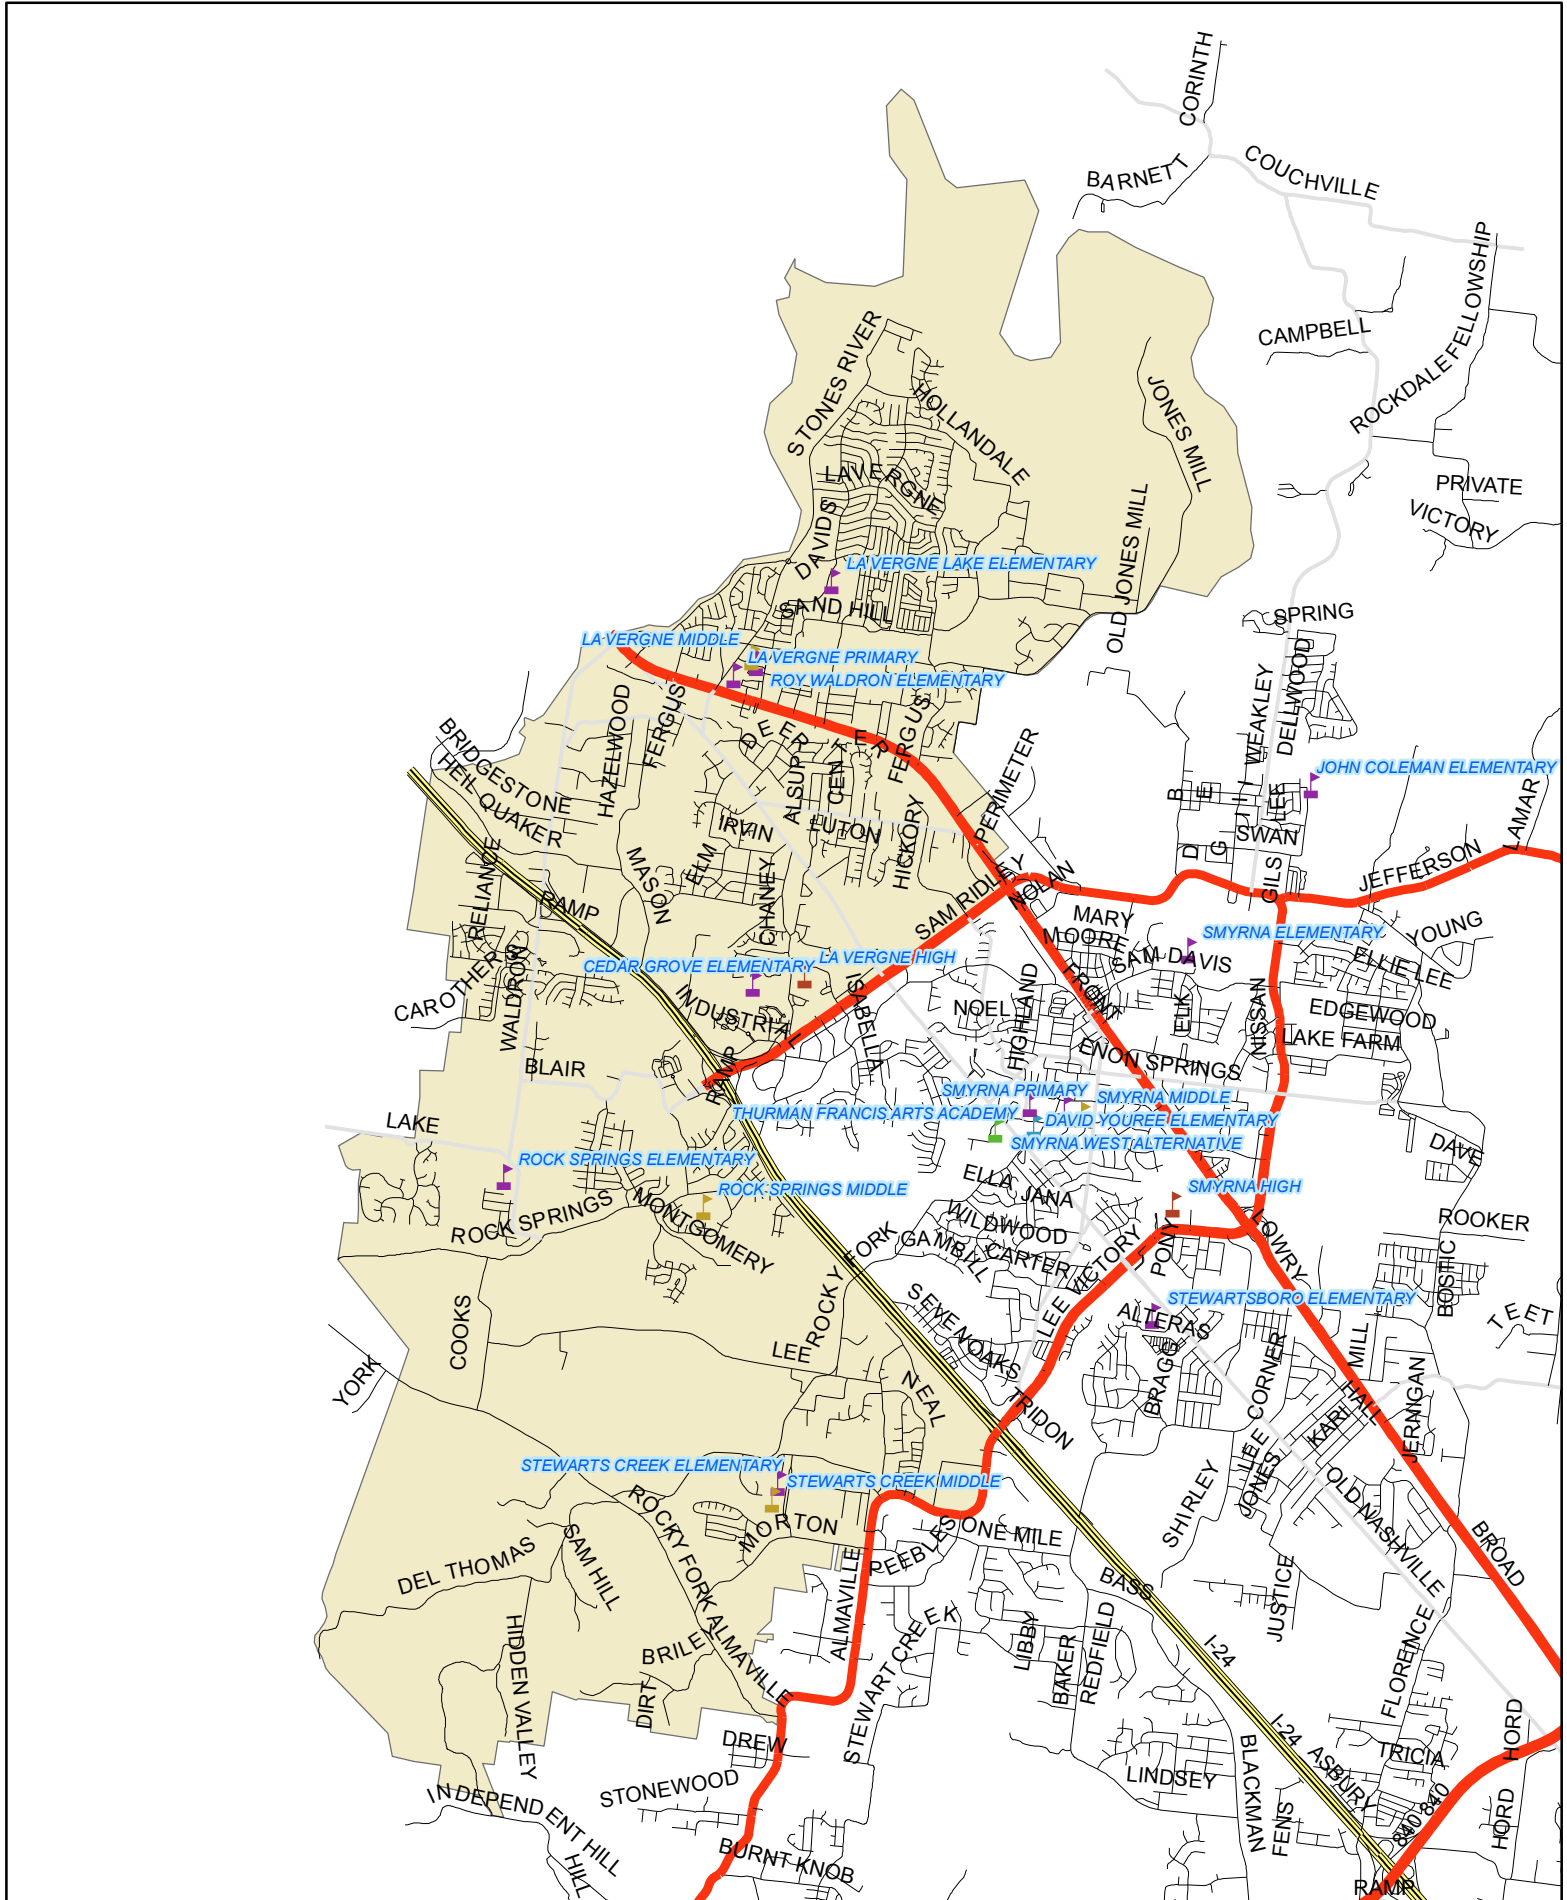 CORINTH
BARNETT
COUCHVILLE
ROCKDALE FELLOWSHIP
CAMPBELL
STONES RIVER
HOLLANDALE
JONES MILL
LAVERGNE
PRIVATE
VICTORY
DAVIDS
OLD JONES MILL
LA VERGNE LAKE ELEMENTARY
SAND HILL
SPRING
LA VERGNE MIDDLE
LA VERGNE PRIMARY
ROY WALDRON ELEMENTARY
WEAKLEY
DELLWOOD
HAZELWOOD
FERGUS
FERGUS
BRIDGESTONE
HEIL QUAKER
DEER
CENTER
ALSUP
PERIMETER
JOHN COLEMAN ELEMENTARY
LEE
LAMAR
IRVIN
LUTON
HICKORY
SWAN
ELM
MASON
CHANEY
RELIANCE
RAMP
SAM RIDLEY
NOLAN
GILS
JEFFERSON
MARY
MOORE
SAM DAVIS
SMYRNA ELEMENTARY
YOUNG
ELLIE LEE
CAROTHERS
WALDRON
CEDAR GROVE ELEMENTARY
LA VERGNE HIGH
INDUSTRIAL
ISABELLA
NOEL
HIGHLAND
FRONT
ELK
NISSAN
EDGEWOOD
LAKE FARM
BLAIR
RAMP
ENON SPRINGS
SMYRNA PRIMARY
SMYRNA MIDDLE
THURMAN FRANCIS ARTS ACADEMY
DAVID YOUREE ELEMENTARY
SMYRNA WEST ALTERNATIVE
LAKE
DAVE
ROCK SPRINGS ELEMENTARY
ROCK SPRINGS MIDDLE
ELLA
JANA
SMYRNA HIGH
ROCK SPRINGS
MONTGOMERY
WILDWOOD
GAMBILL
CARTER
LEE VICTORY
PONY
LOWRY
ROOKER
BOSTIC
ROCKY FORK
SEVEN OAKS
STEWARTSBORO ELEMENTARY
ALTERAS
TEET
COOKS
LEE
YORK
NEAL
TRIDON
BRAGG
LEE CORNER
MILL
HALL
JERNIGAN
KARI
JONES
STEWARTS CREEK ELEMENTARY
STEWARTS CREEK MIDDLE
SHIRLEY
OLD NASHVILLE
BROAD
ROCKY FORK ALMAVILLE
MORTON
STONE MILE
PEEBLES
DEL THOMAS
SAM HILL
BASS
JUSTICE
HIDDEN VALLEY
BRILEY
DIRT
ALMAVILLE
STEWART CREEK
LIBBY
BAKER
REDFIELD
I-24
FLORENCE
DREW
STONEWOOD
INDEPENDENT HILL
HILL
I-24
ASBURY
TRICIA
HORD
HORD
LINDSEY
BLACKMAN
FENS
840
840
BURNT KNOB
RAMP